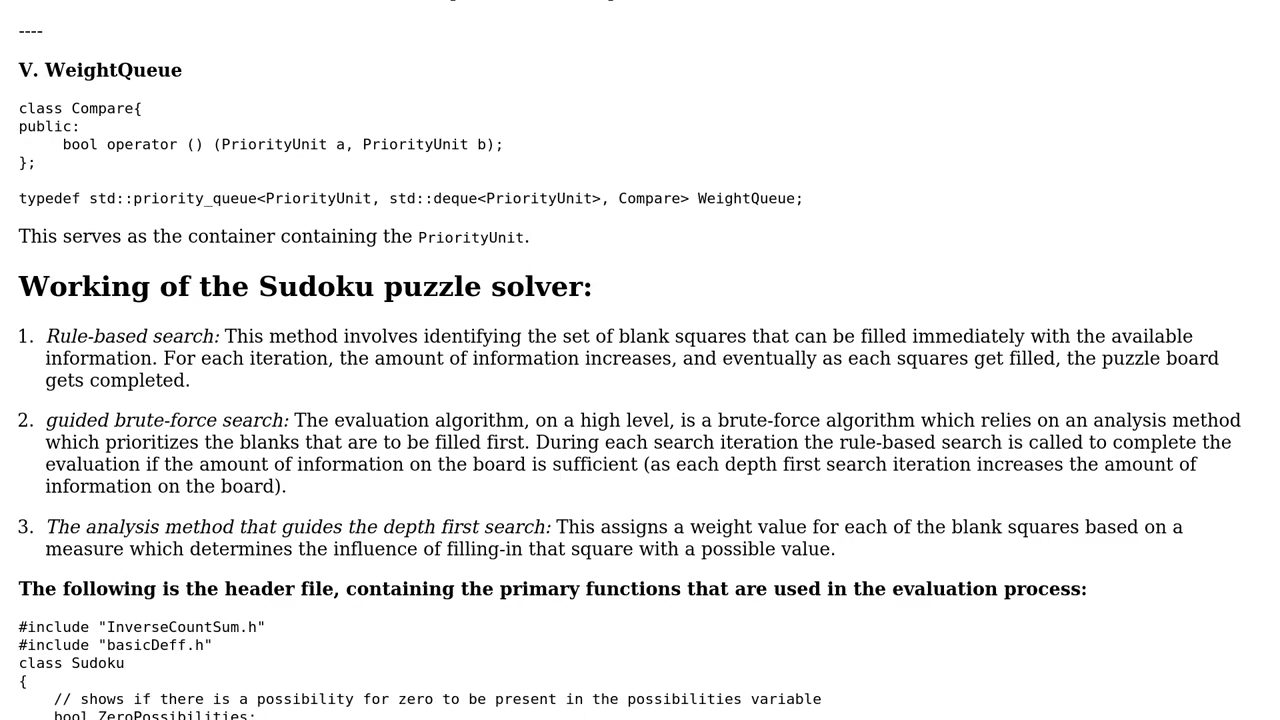 ----
V. WeightQueue
class Compare{
public:
     bool operator () (PriorityUnit a, PriorityUnit b);
};
typedef std::priority_queue<PriorityUnit, std::deque<PriorityUnit>, Compare> WeightQueue;
This serves as the container containing the PriorityUnit.
Working of the Sudoku puzzle solver:
1. Rule-based search: This method involves identifying the set of blank squares that can be filled immediately with the available
information. For each iteration, the amount of information increases, and eventually as each squares get filled, the puzzle board
gets completed.
2. guided brute-force search: The evaluation algorithm, on a high level, is a brute-force algorithm which relies on an analysis method
which prioritizes the blanks that are to be filled first. During each search iteration the rule-based search is called to complete the
evaluation if the amount of information on the board is sufficient (as each depth first search iteration increases the amount of
information on the board).
3. The analysis method that guides the depth first search: This assigns a weight value for each of the blank squares based on a
measure which determines the influence of filling-in that square with a possible value.
The following is the header file, containing the primary functions that are used in the evaluation process:
#include "InverseCountSum.h"
#include "basicDeff.h"
class Sudoku
{
    // shows if there is a possibility for zero to be present in the possibilities variable
    bool ZeroPossibilities;